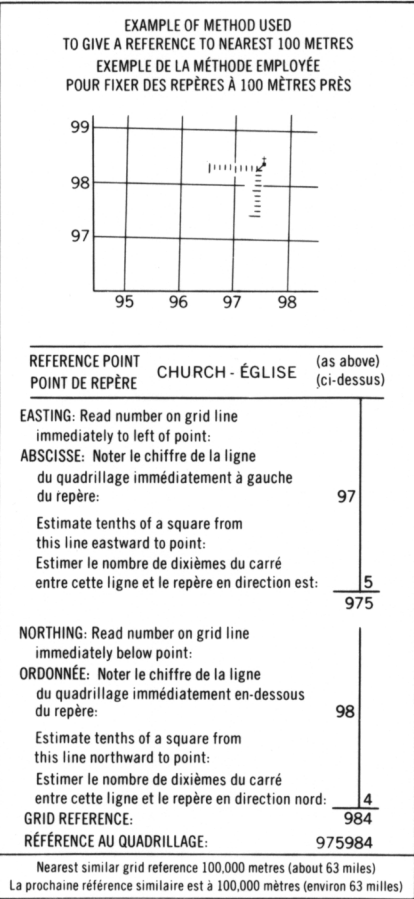 EXAMPLE OF METHOD USED
TO GIVE A REFERENCE TO NEAREST 100 METRES
EXEMPLE DE LA MÉTHODE EMPLOYÉE
POUR FIXER DES REPÈRES À 100 MÈTRES PRÈS
99
98
97
95 96 97 98
REFERENCE POINT
POINT DE REPÈRE
CHURCH - ÉGLISE
(as above)
(ci-dessus)
EASTING: Read number on grid line
immediately to left of point:
ABSCISSE: Noter le chiffre de la ligne
du quadrillage immédiatement à gauche
du repère: 97
Estimate tenths of a square from
this line eastward to point:
Estimer le nombre de dixièmes du carré
entre cette ligne et le repère en direction est: 5
975
NORTHING: Read number on grid line
immediately below point:
ORDONNÉE: Noter le chiffre de la ligne
du quadrillage immédiatement en-dessous
du repère: 98
Estimate tenths of a square from
this line northward to point:
Estimer le nombre de dixièmes du carré
entre cette ligne et le repère en direction nord: 4
GRID REFERENCE: 984
RÉFÉRENCE AU QUADRILLAGE: 975984
Nearest similar grid reference 100,000 metres (about 63 miles)
La prochaine référence similaire est à 100,000 mètres (environ 63 milles)